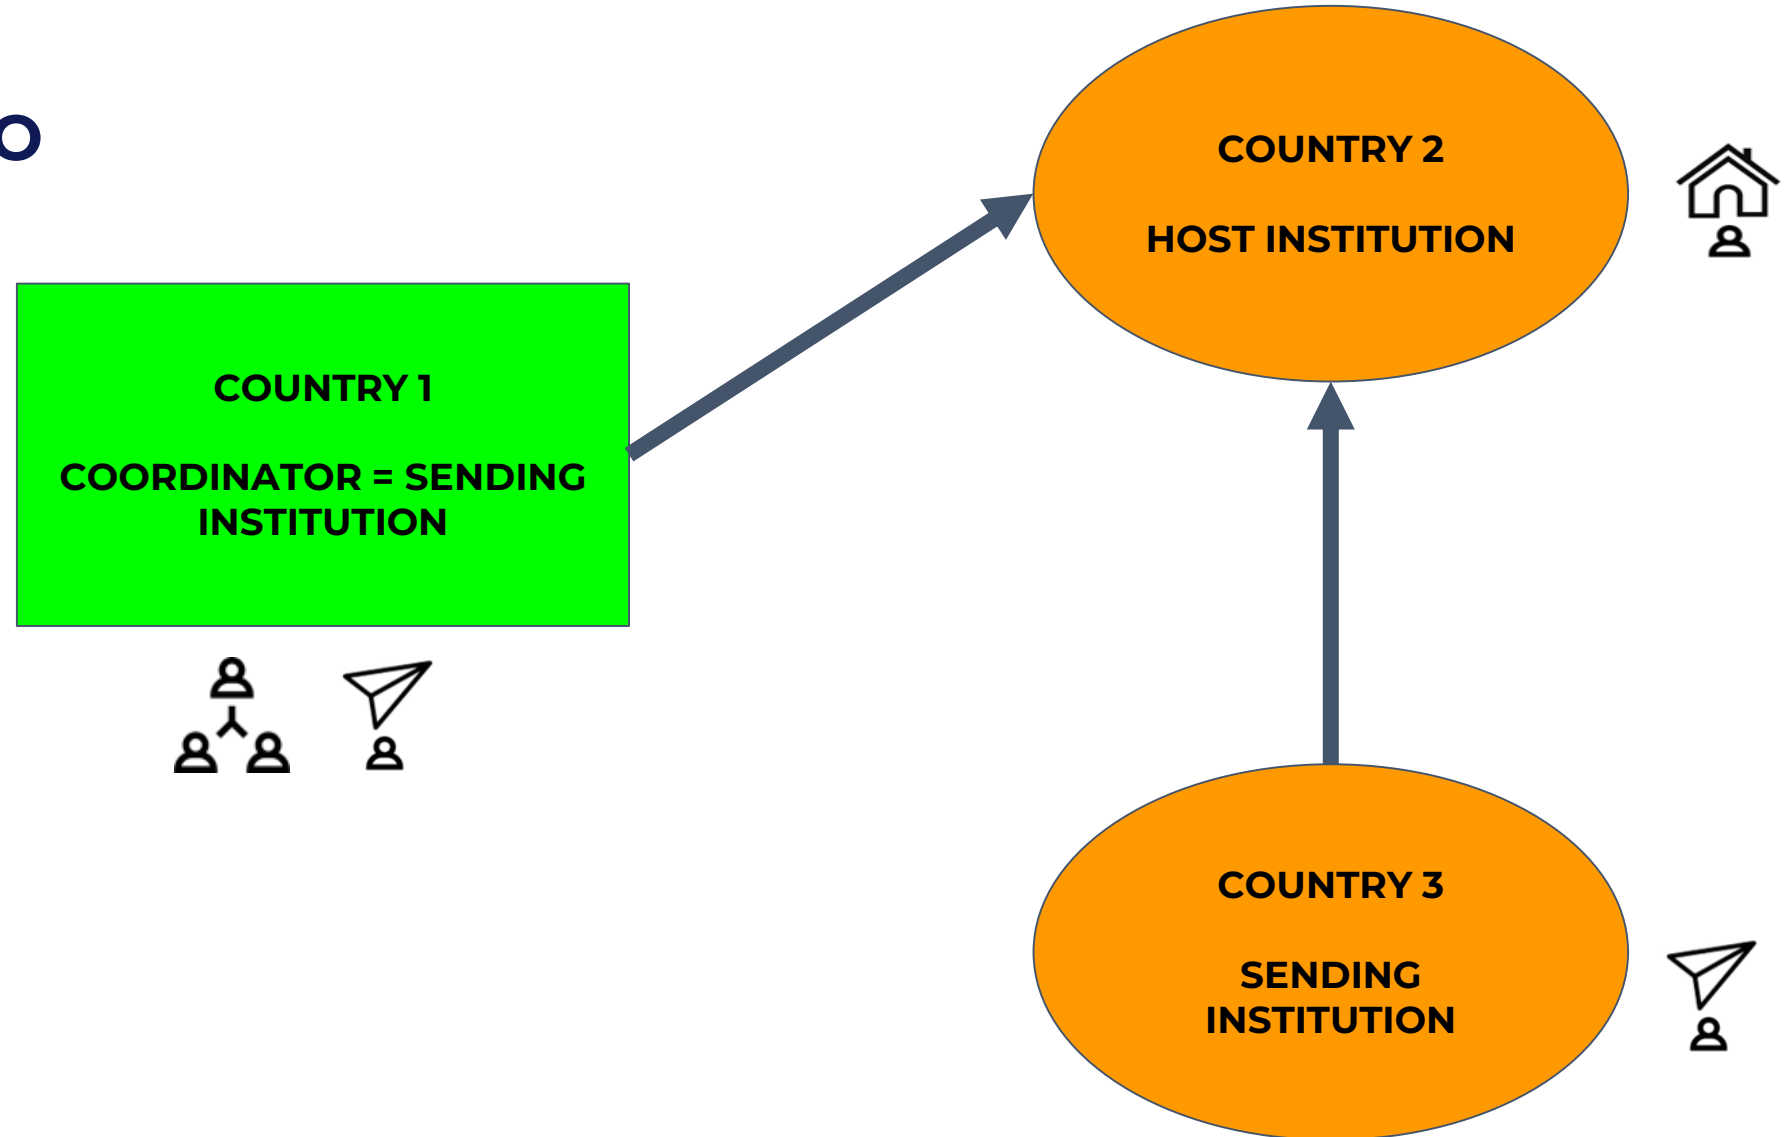 O
COUNTRY 2
HOST INSTITUTION
COUNTRY 1
COORDINATOR = SENDING
INSTITUTION
COUNTRY 3
SENDING
INSTITUTION